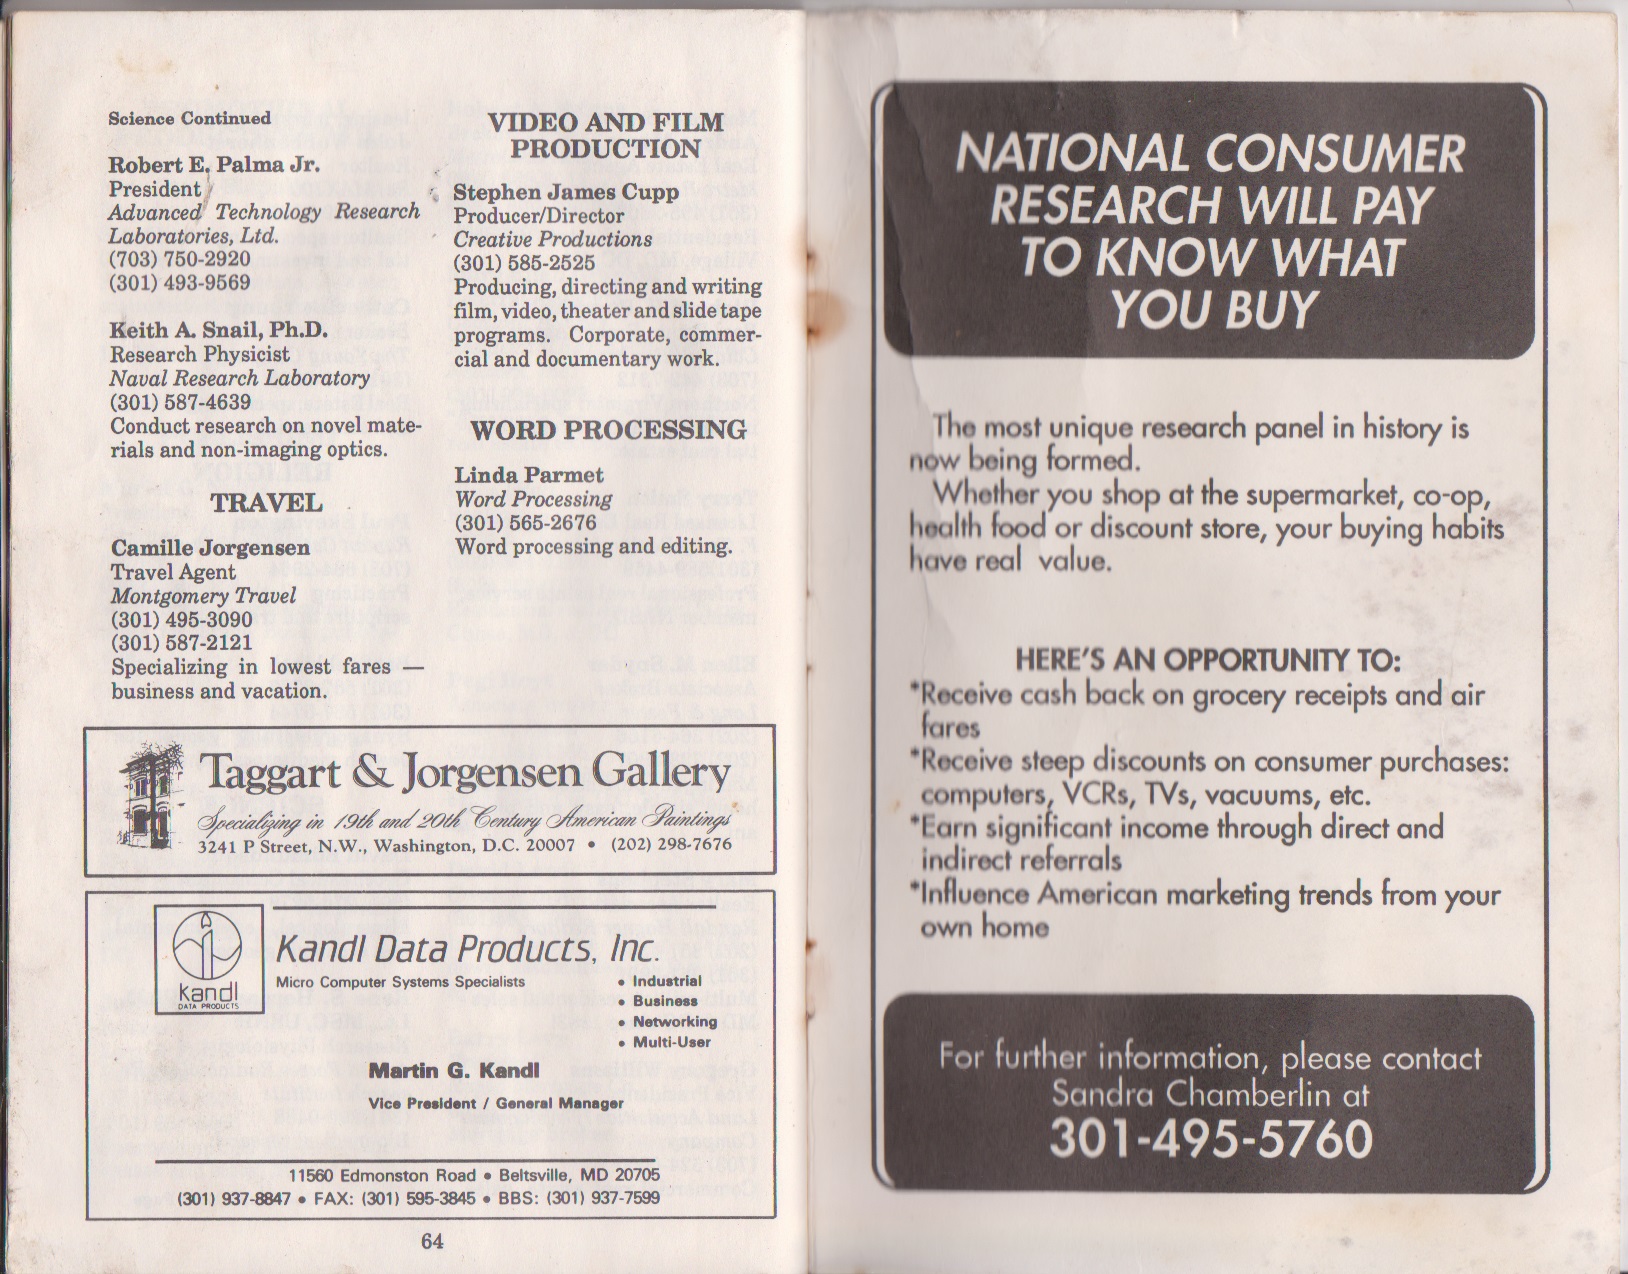 Science Continued
Robert E. Palma Jr.
President
Advanced Technology Research
Laboratories, Ltd.
(703) 750-2920
(301) 493-9569
Keith A. Snail, Ph.D.
Research Physicist
Naval Research Laboratory
(301) 587-4639
Conduct research on novel mate-
rials and non-imaging optics.
TRAVEL
Camille Jorgensen
Travel Agent
Montgomery Travel
(301) 495-3090
(301) 587-2121
Specializing in lowest fares —
business and vacation.
VIDEO AND FILM
PRODUCTION
Stephen James Cupp
Producer/Director
Creative Productions
(301) 585-2525
Producing, directing and writing
film, video, theater and slide tape
programs. Corporate, commer-
cial and documentary work.
WORD PROCESSING
Linda Parmet
Word Processing
(301) 565-2676
Word processing and editing.
Taggart & Jorgensen Gallery
Specializing in 19th and 20th Century American Paintings
3241 P Street, N.W., Washington, D.C. 20007 • (202) 298-7676
kandl
DATA PRODUCTS
Kandl Data Products, Inc.
Micro Computer Systems Specialists
• Industrial
• Business
• Networking
• Multi-User
Martin G. Kandl
Vice President / General Manager
11560 Edmonston Road • Beltsville, MD 20705
(301) 937-8847 • FAX: (301) 595-3845 • BBS: (301) 937-7599
64
NATIONAL CONSUMER
RESEARCH WILL PAY
TO KNOW WHAT
YOU BUY
The most unique research panel in history is
now being formed.
Whether you shop at the supermarket, co-op,
health food or discount store, your buying habits
have real value.
HERE'S AN OPPORTUNITY TO:
*Receive cash back on grocery receipts and air
fares
*Receive steep discounts on consumer purchases:
computers, VCRs, TVs, vacuums, etc.
*Earn significant income through direct and
indirect referrals
*Influence American marketing trends from your
own home
For further information, please contact
Sandra Chamberlin at
301-495-5760